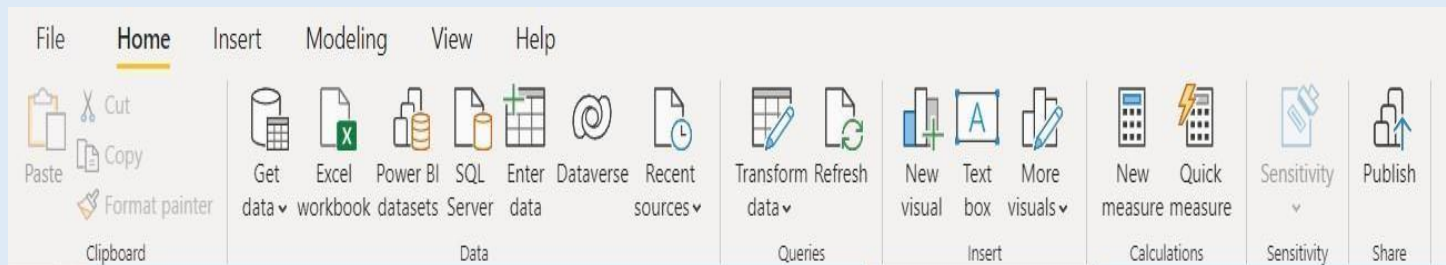 File Home Insert Modeling View Help
Paste
Cut
Copy
Format painter
Clipboard
Get
data
Excel
workbook
Power BI
datasets
SQL
Server
Enter
data
Dataverse
Recent
sources
Data
Transform
data
Refresh
Queries
New
visual
A
Text
box
More
visuals
Insert
New
measure
Quick
measure
Calculations
Sensitivity
Sensitivity
Publish
Share